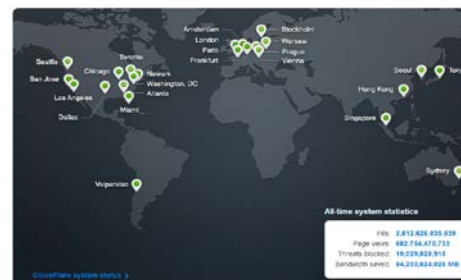 Amsterdam
Stockholm
London
Warsaw
Paris
Prague
Frankfurt
Vienna
Seattle
Toronto
Chicago
Newark
San Jose
Washington, DC
Los Angeles
Atlanta
Dallas
Miami
Seoul
Toky
Hong Kong
Singapore
Valparaiso
Sydney
All-time system statistics
Hits
Page views
Threats blocked
Bandwidth saved
CloudFlare system status >